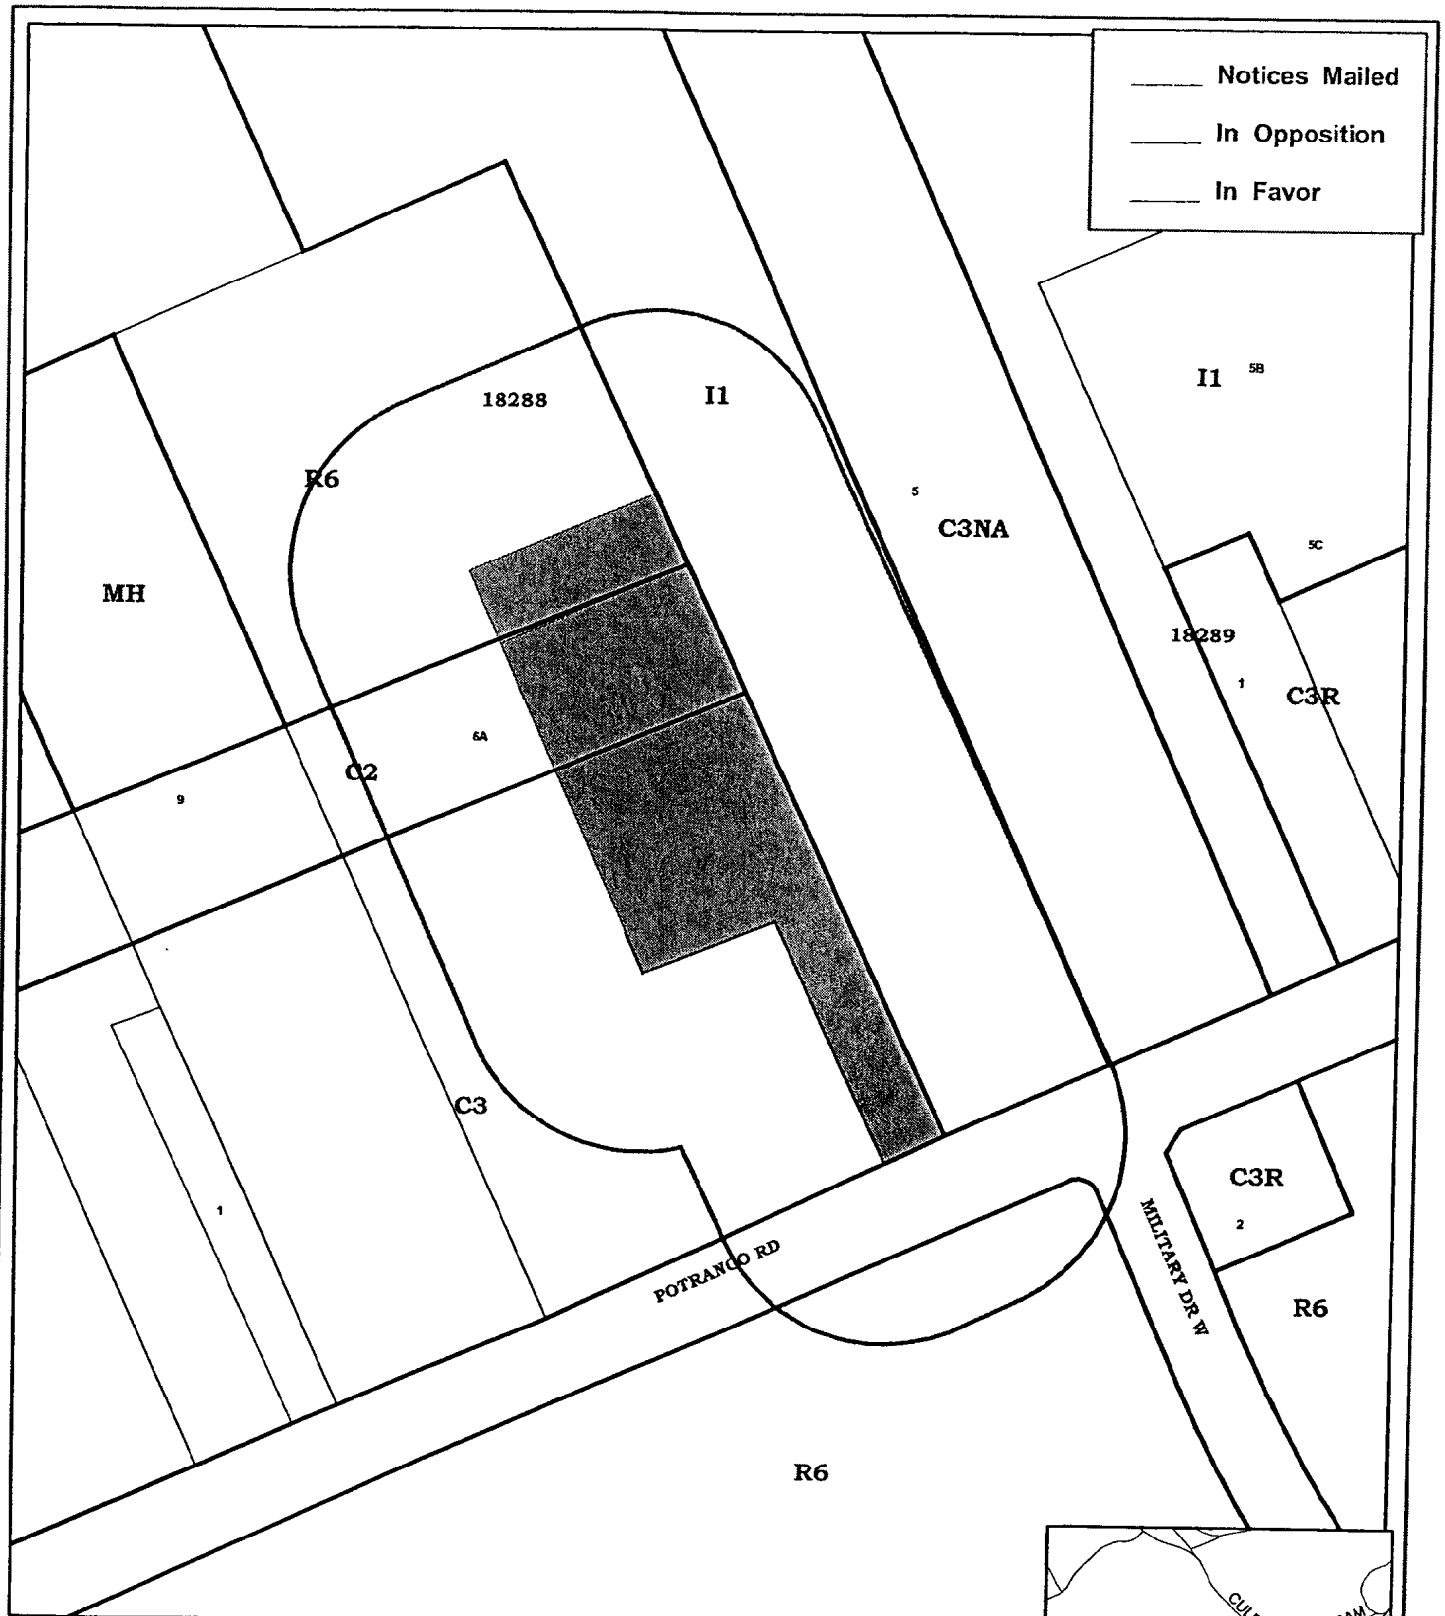 Notices Mailed
In Opposition
In Favor
I1 5B
18288
I1
R6
5
C3NA
5C
MH
18289
1
C3R
6A
C2
9
C3
1
C3R
2
MILITARY DR W
POTRANCO RD
R6
R6